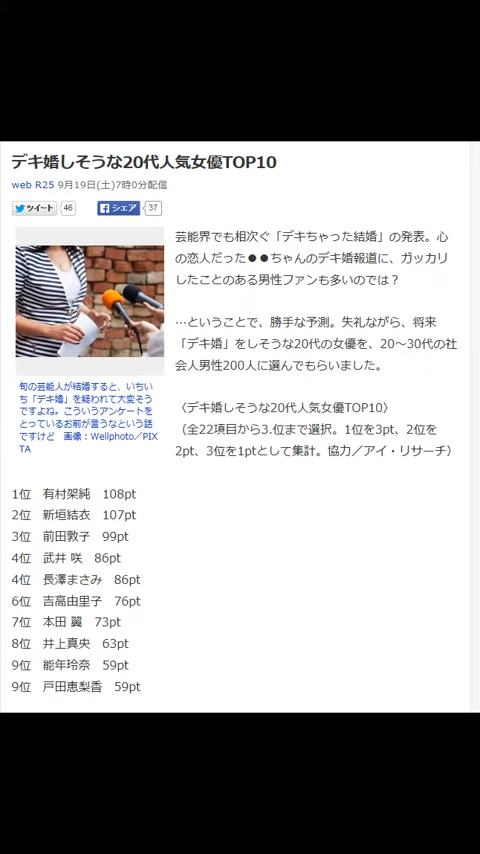 デキ婚しそうな20代人気女優TOP10
web R25 9月19日(土)7時0分配信
ツイート 46 シェア 37
芸能界でも相次ぐ「デキちゃった結婚」の発表。心
の恋人だった●●ちゃんのデキ婚報道に、ガッカリ
したことのある男性ファンも多いのでは？
…ということで、勝手な予測。失礼ながら、将来
「デキ婚」をしそうな20代の女優を、20～30代の社
会人男性200人に選んでもらいました。
〈デキ婚しそうな20代人気女優TOP10〉
（全22項目から3.位まで選択。1位を3pt、2位を
2pt、3位を1ptとして集計。協力／アイ・リサーチ）
旬の芸能人が結婚すると、いちい
ち「デキ婚」を疑われて大変そう
ですよね。こういうアンケートを
とっているお前が言うなという話
ですけど　画像：Wellphoto／PIX
TA
1位　有村架純　108pt
2位　新垣結衣　107pt
3位　前田敦子　99pt
4位　武井 咲　86pt
4位　長澤まさみ　86pt
6位　吉高由里子　76pt
7位　本田 翼　73pt
8位　井上真央　63pt
9位　能年玲奈　59pt
9位　戸田恵梨香　59pt